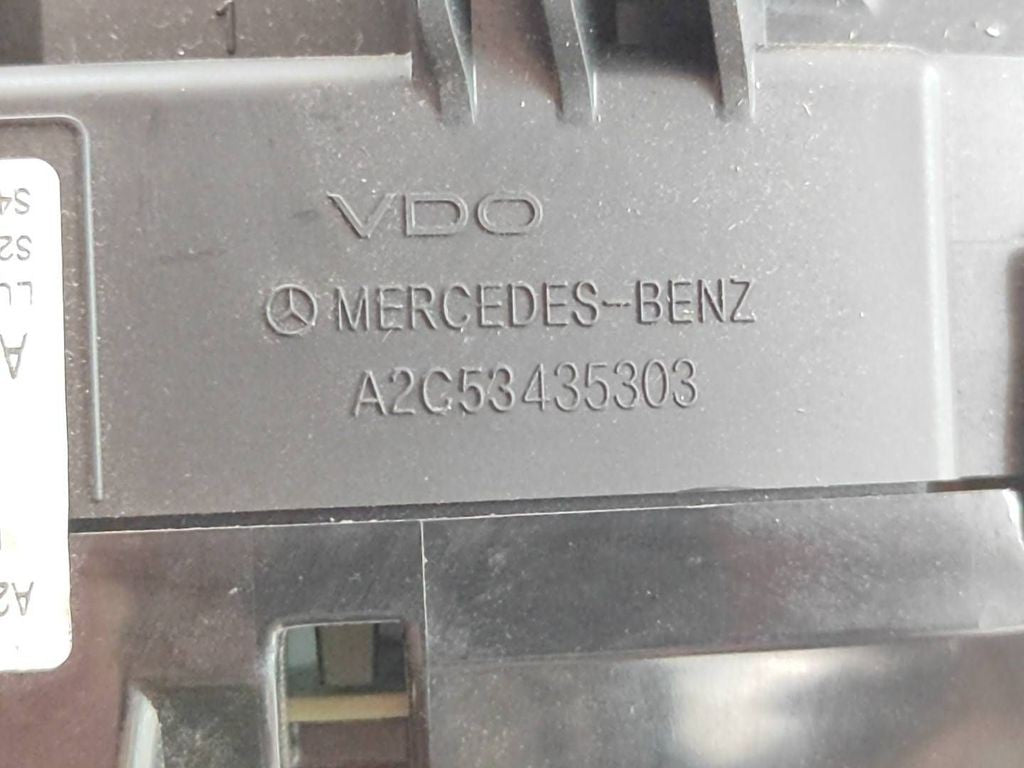 VDO
MERCEDES-BENZ
A2C53435303